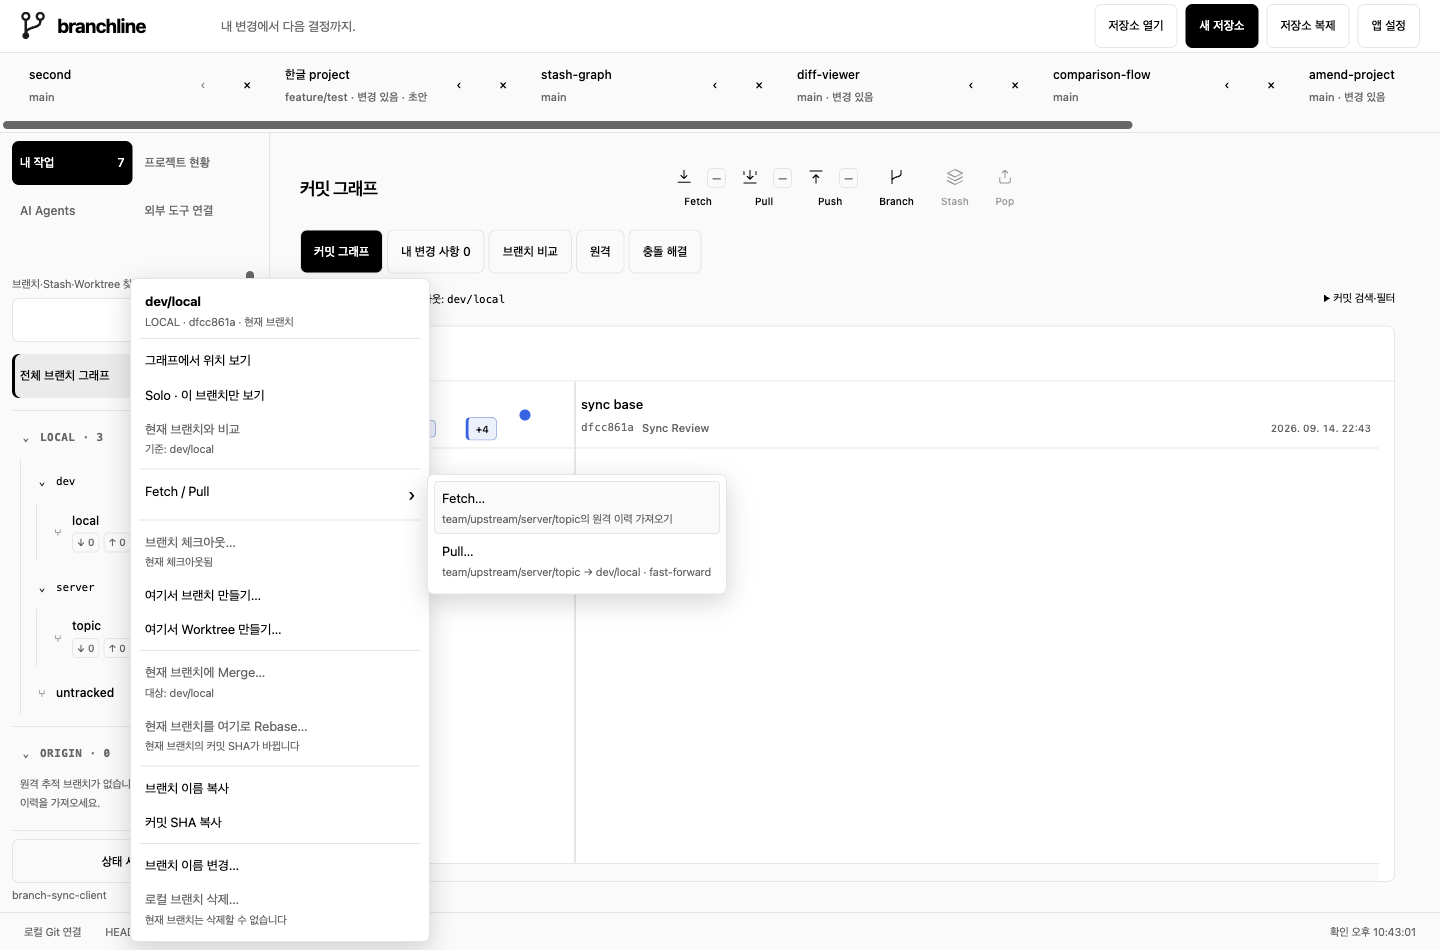 branchline
내 변경에서 다음 결정까지.
저장소 열기
새 저장소
저장소 복제
앱 설정
second
main
한글 project
feature/test · 변경 있음 · 초안
stash-graph
main
diff-viewer
main · 변경 있음
comparison-flow
main
amend-project
main · 변경 있음
내 작업 7
프로젝트 현황
AI Agents
외부 도구 연결
커밋 그래프
Fetch
Pull
Push
Branch
Stash
Pop
커밋 그래프
내 변경 사항 0
브랜치 비교
원격
충돌 해결
브랜치·Stash·Worktree
전체 브랜치 그래프
LOCAL · 3
dev
local
↓ 0 ↑ 0
server
topic
↓ 0 ↑ 0
untracked
ORIGIN · 0
원격 추적 브랜치가
이력을 가져오세요.
상태
branch-sync-client
dev/local
LOCAL · dfcc861a · 현재 브랜치
그래프에서 위치 보기
Solo · 이 브랜치만 보기
현재 브랜치와 비교
기준: dev/local
Fetch / Pull
브랜치 체크아웃...
현재 체크아웃됨
여기서 브랜치 만들기...
여기서 Worktree 만들기...
현재 브랜치에 Merge...
대상: dev/local
현재 브랜치를 여기로 Rebase...
현재 브랜치의 커밋 SHA가 바뀝니다
브랜치 이름 복사
커밋 SHA 복사
브랜치 이름 변경...
로컬 브랜치 삭제...
현재 브랜치는 삭제할 수 없습니다
Fetch...
team/upstream/server/topic의 원격 이력 가져오기
Pull...
team/upstream/server/topic → dev/local · fast-forward
dev/local
▶ 커밋 검색·필터
+4
sync base
dfcc861a Sync Review
2026. 09. 14. 22:43
로컬 Git 연결
확인 오후 10:43:01